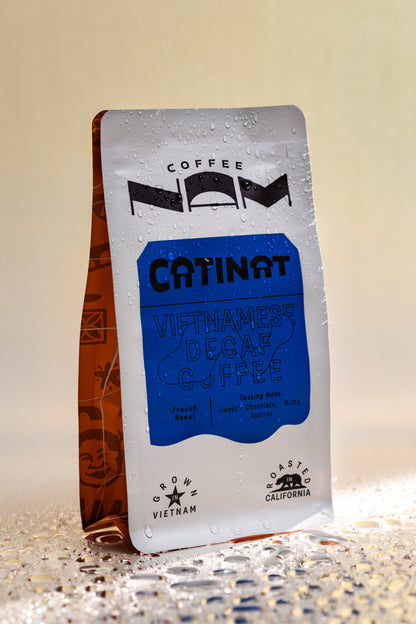 COFFEE
NAM
CATINAT
VIETNAMESE
DECAF
COFFEE
French
Roast
Tasting Note
Sweet, Chocolate, Nutty,
Apricot
GROWN
IN
VIETNAM
ROASTED
IN
CALIFORNIA